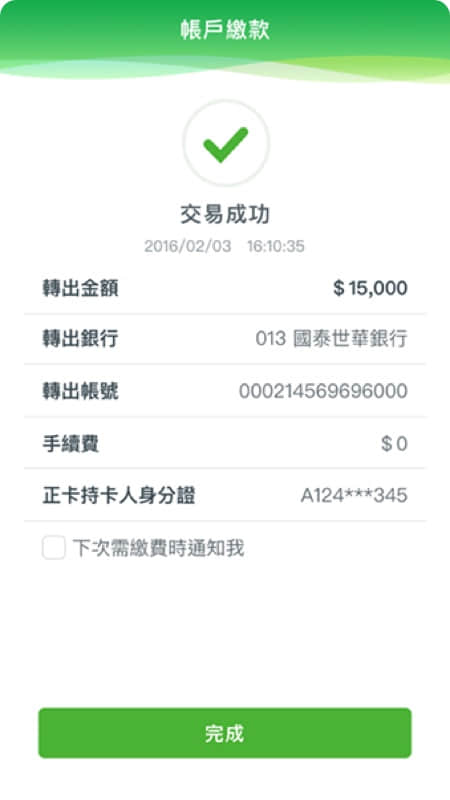 帳戶繳款
交易成功
2016/02/03 16:10:35
轉出金額 $ 15,000
轉出銀行 013 國泰世華銀行
轉出帳號 000214569696000
手續費 $ 0
正卡持卡人身分證 A124***345
下次需繳費時通知我
完成